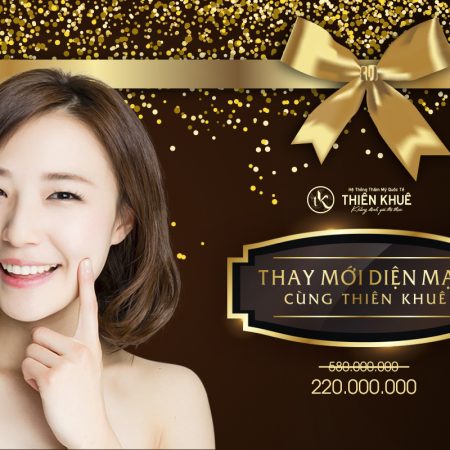 Hệ Thống Thẩm Mỹ Quốc Tế
THIÊN KHUÊ
THAY MỚI DIỆN MẠ
CÙNG THIÊN KHUÊ
580.000.000
220.000.000